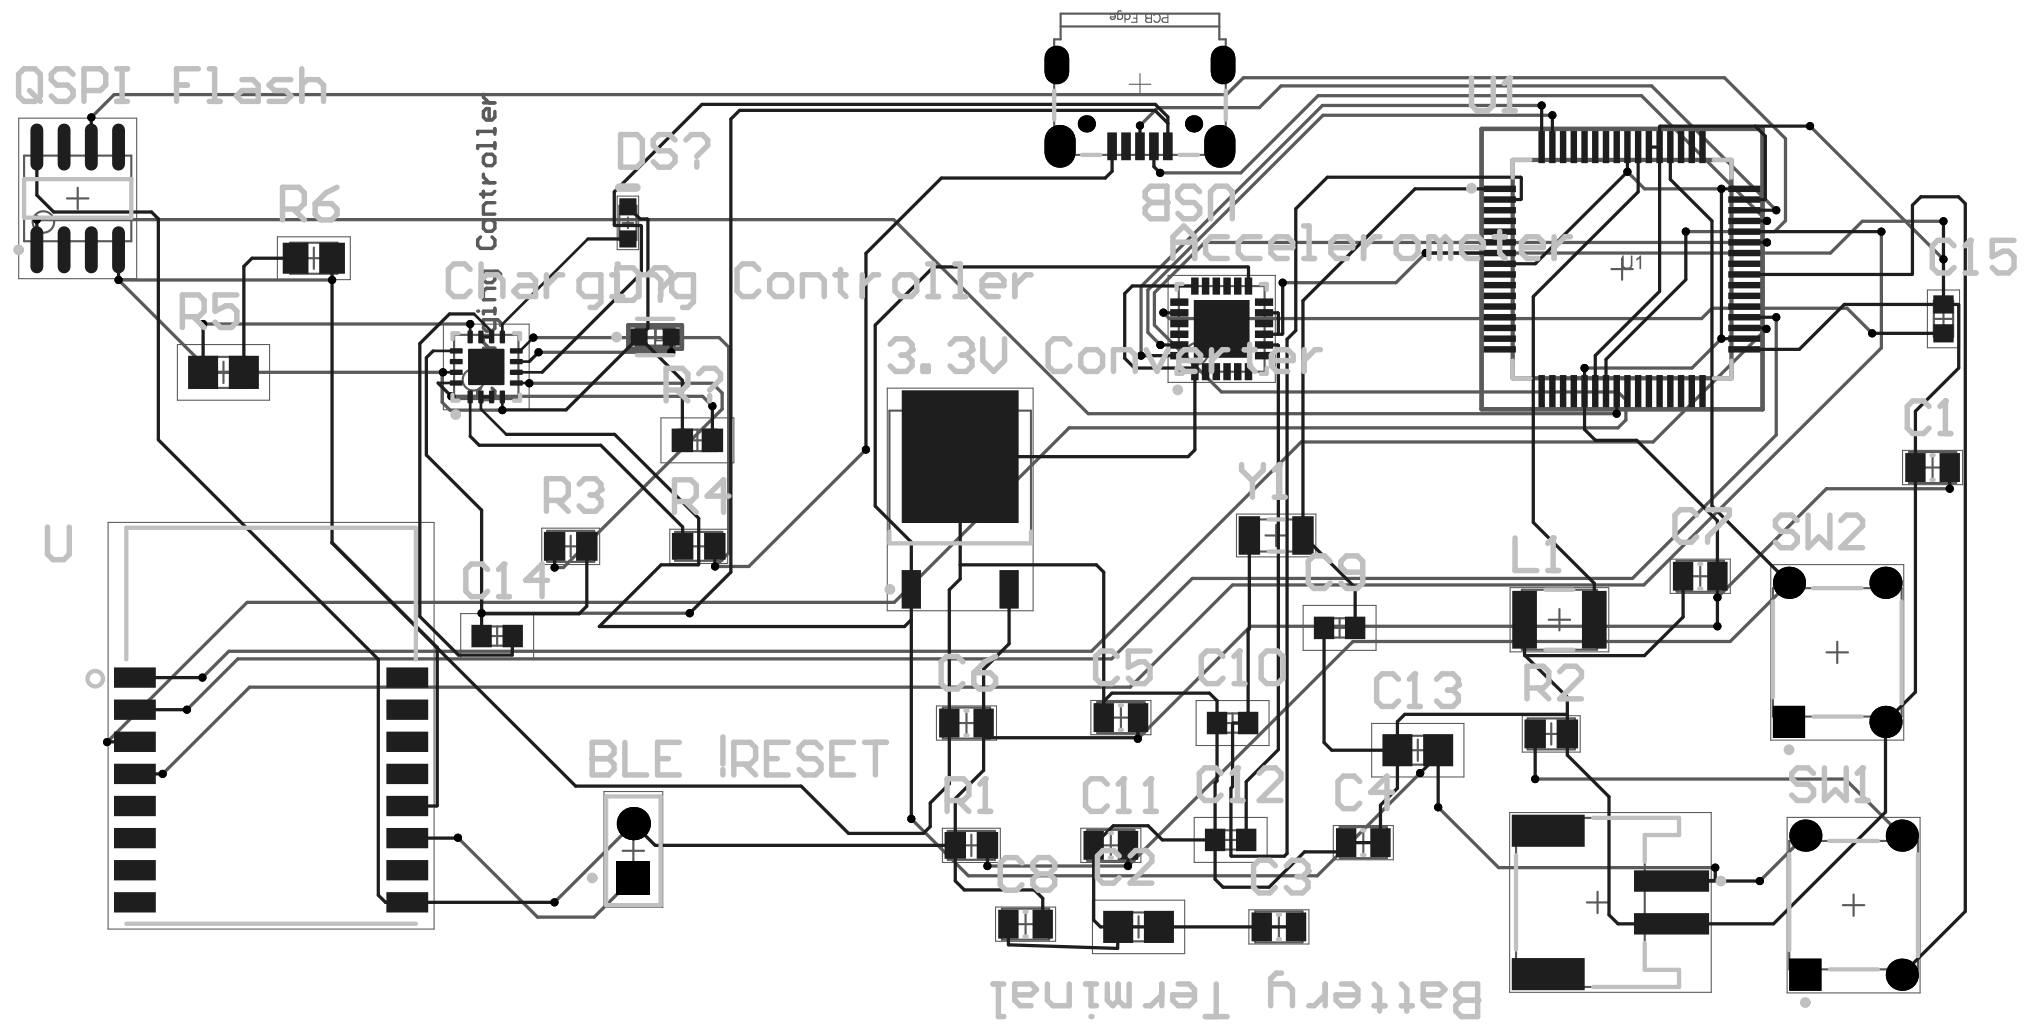 PCB Edge
QSPI Flash
U1
Controller
DS?
R6
USB
Accelerometer
U1
C15
Charging Controller
R5
3.3V Converter
R?
C1
Y1
R3
R4
C7
SW2
U
L1
C14
C9
C6
C5
C10
R2
C13
BLE !RESET
R1
C11
C12
C4
SW1
C8
C2
C3
Battery Terminal